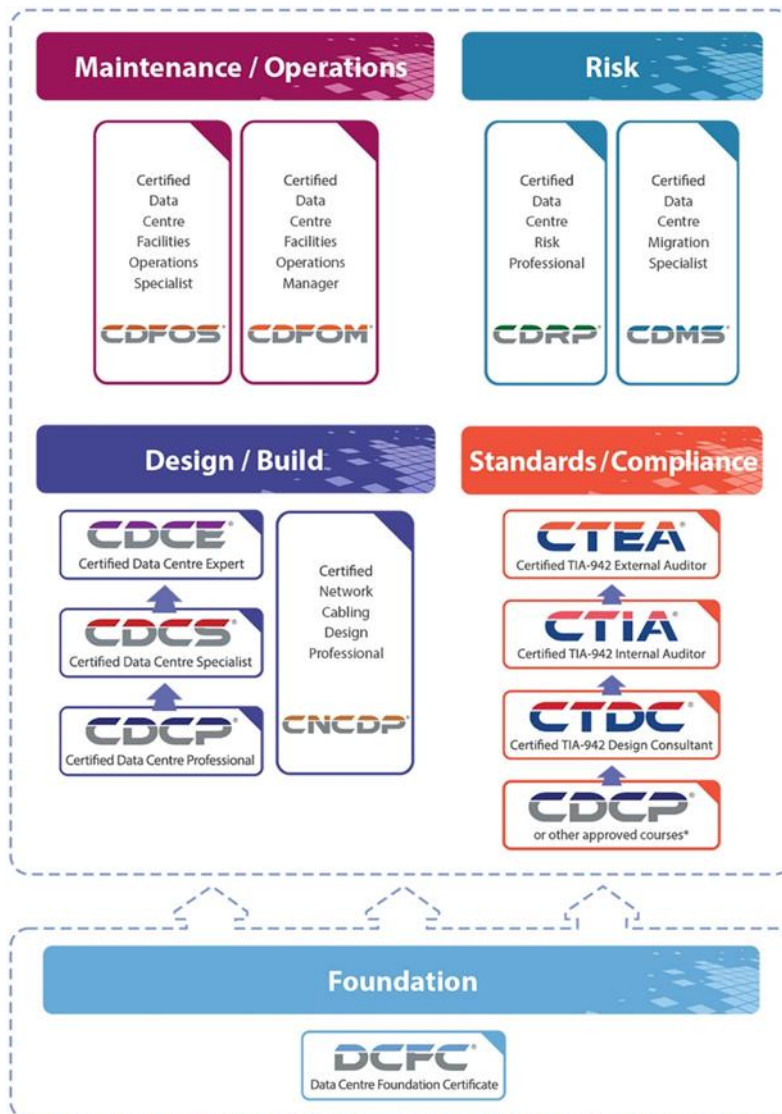 Maintenance / Operations
Certified
Data
Centre
Facilities
Operations
Specialist
CDFOS®
Certified
Data
Centre
Facilities
Operations
Manager
CDFOM®
Risk
Certified
Data
Centre
Risk
Professional
CDRP®
Certified
Data
Centre
Migration
Specialist
CDMS®
Design / Build
CDCE®
Certified Data Centre Expert
CDCS®
Certified Data Centre Specialist
CDCP®
Certified Data Centre Professional
Certified
Network
Cabling
Design
Professional
CNCDP®
Standards/Compliance
CTEA®
Certified TIA-942 External Auditor
CTIA®
Certified TIA-942 Internal Auditor
CTDC®
Certified TIA-942 Design Consultant
CDCP®
or other approved courses*
Foundation
DCFC®
Data Centre Foundation Certificate